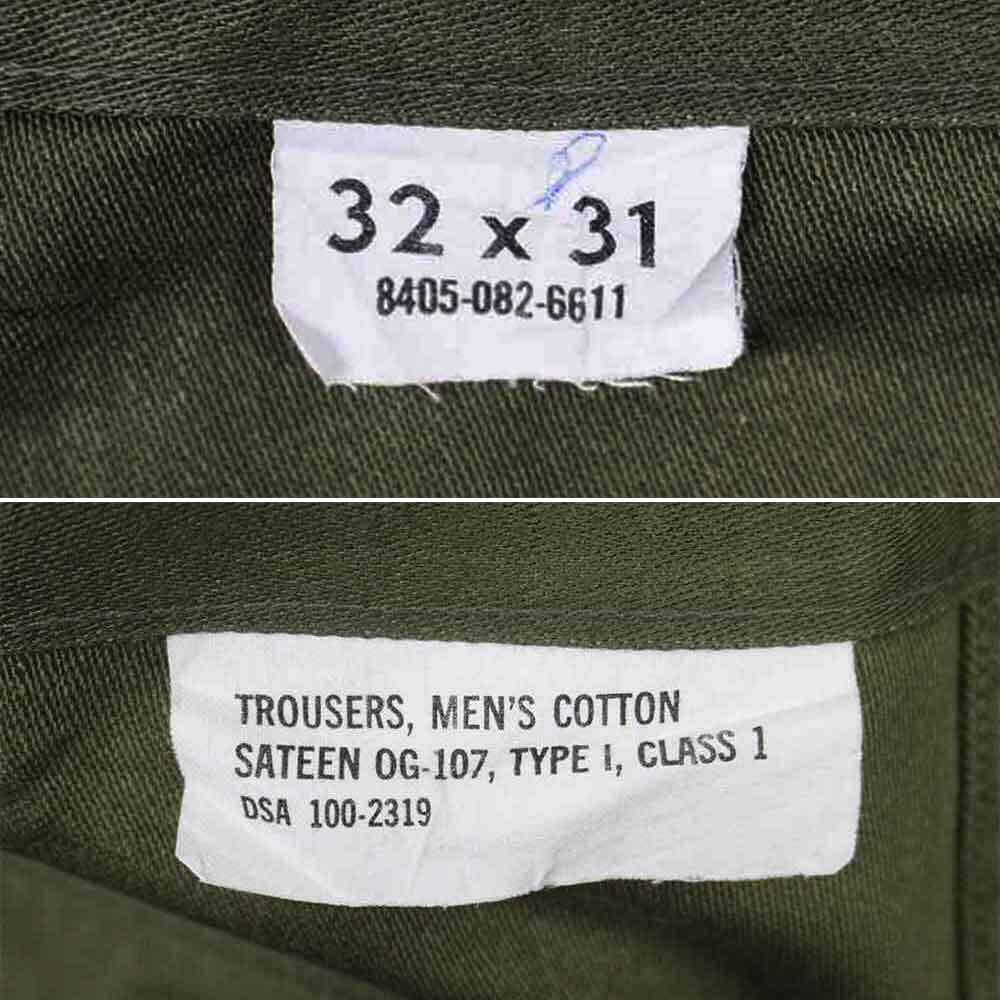 32 x 31
8405-082-6611
TROUSERS, MEN'S COTTON
SATEEN OG-107, TYPE I, CLASS 1
DSA 100-2319